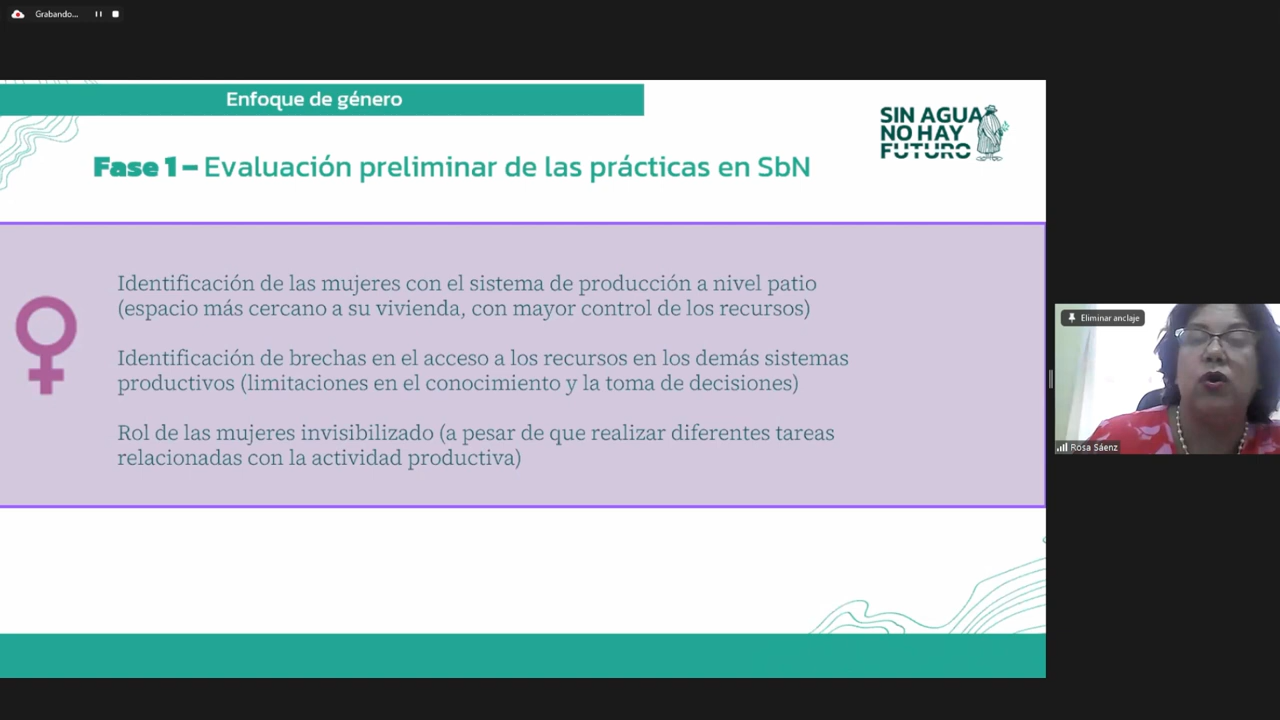 Grabando...
Enfoque de género
SIN AGUA
NO HAY
FUTURO
Fase 1 – Evaluación preliminar de las prácticas en SbN
Identificación de las mujeres con el sistema de producción a nivel patio
(espacio más cercano a su vivienda, con mayor control de los recursos)
Identificación de brechas en el acceso a los recursos en los demás sistemas
productivos (limitaciones en el conocimiento y la toma de decisiones)
Rol de las mujeres invisibilizado (a pesar de que realizar diferentes tareas
relacionadas con la actividad productiva)
Eliminar anclaje
Rosa Sáenz